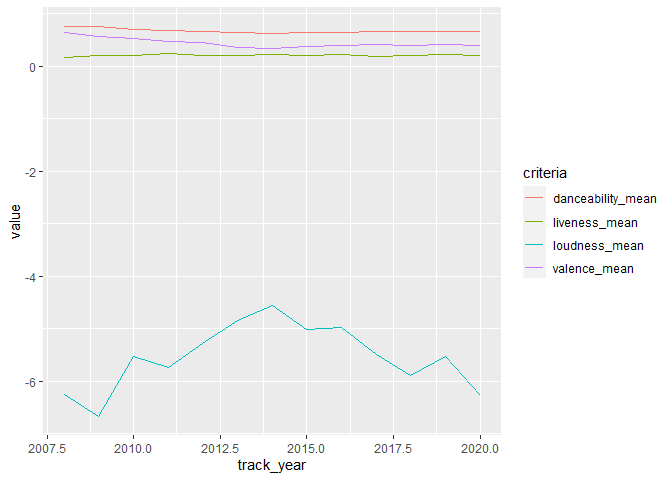 0
-2
-4
-6
value
2007.5 2010.0 2012.5 2015.0 2017.5 2020.0
track_year
criteria
danceability_mean
liveness_mean
loudness_mean
valence_mean